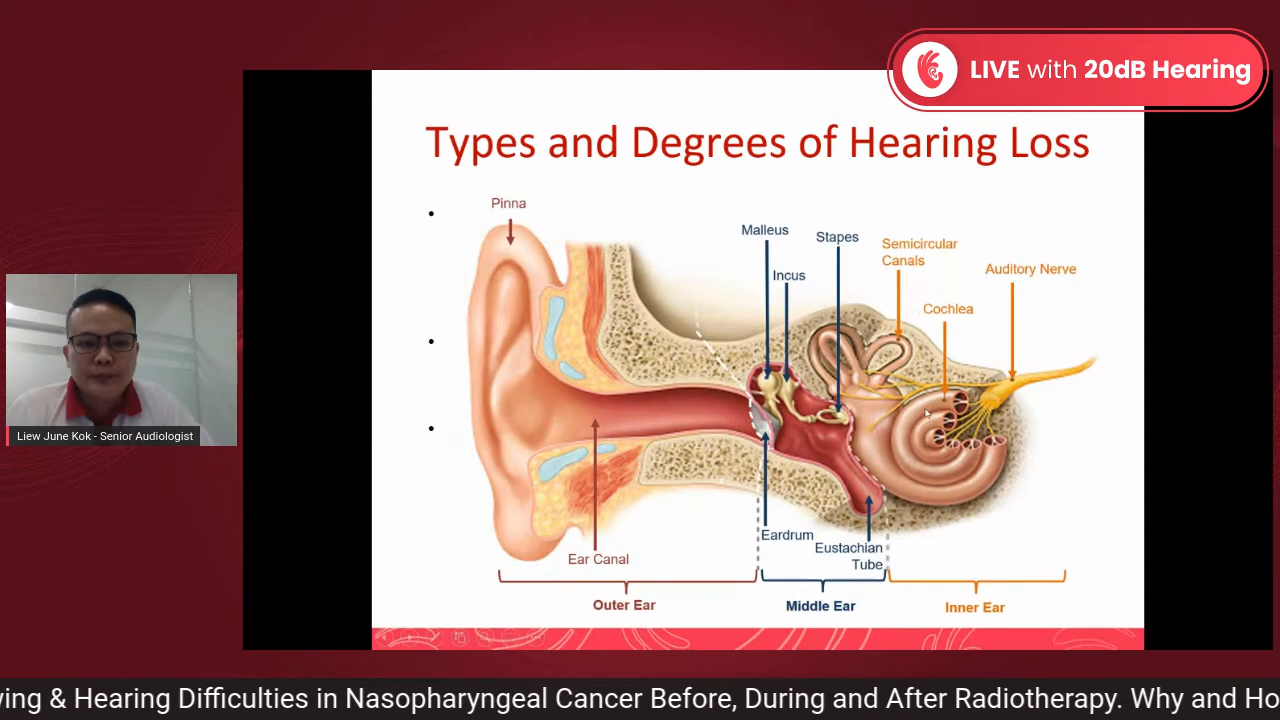 LIVE with 20dB Hearing
Types and Degrees of Hearing Loss
Pinna
Malleus
Stapes
Incus
Semicircular
Canals
Auditory Nerve
Cochlea
Eardrum
Eustachian
Tube
Ear Canal
Outer Ear
Middle Ear
Inner Ear
Liew June Kok - Senior Audiologist
& Hearing Difficulties in Nasopharyngeal Cancer Before, During and After Radiotherapy. Why and